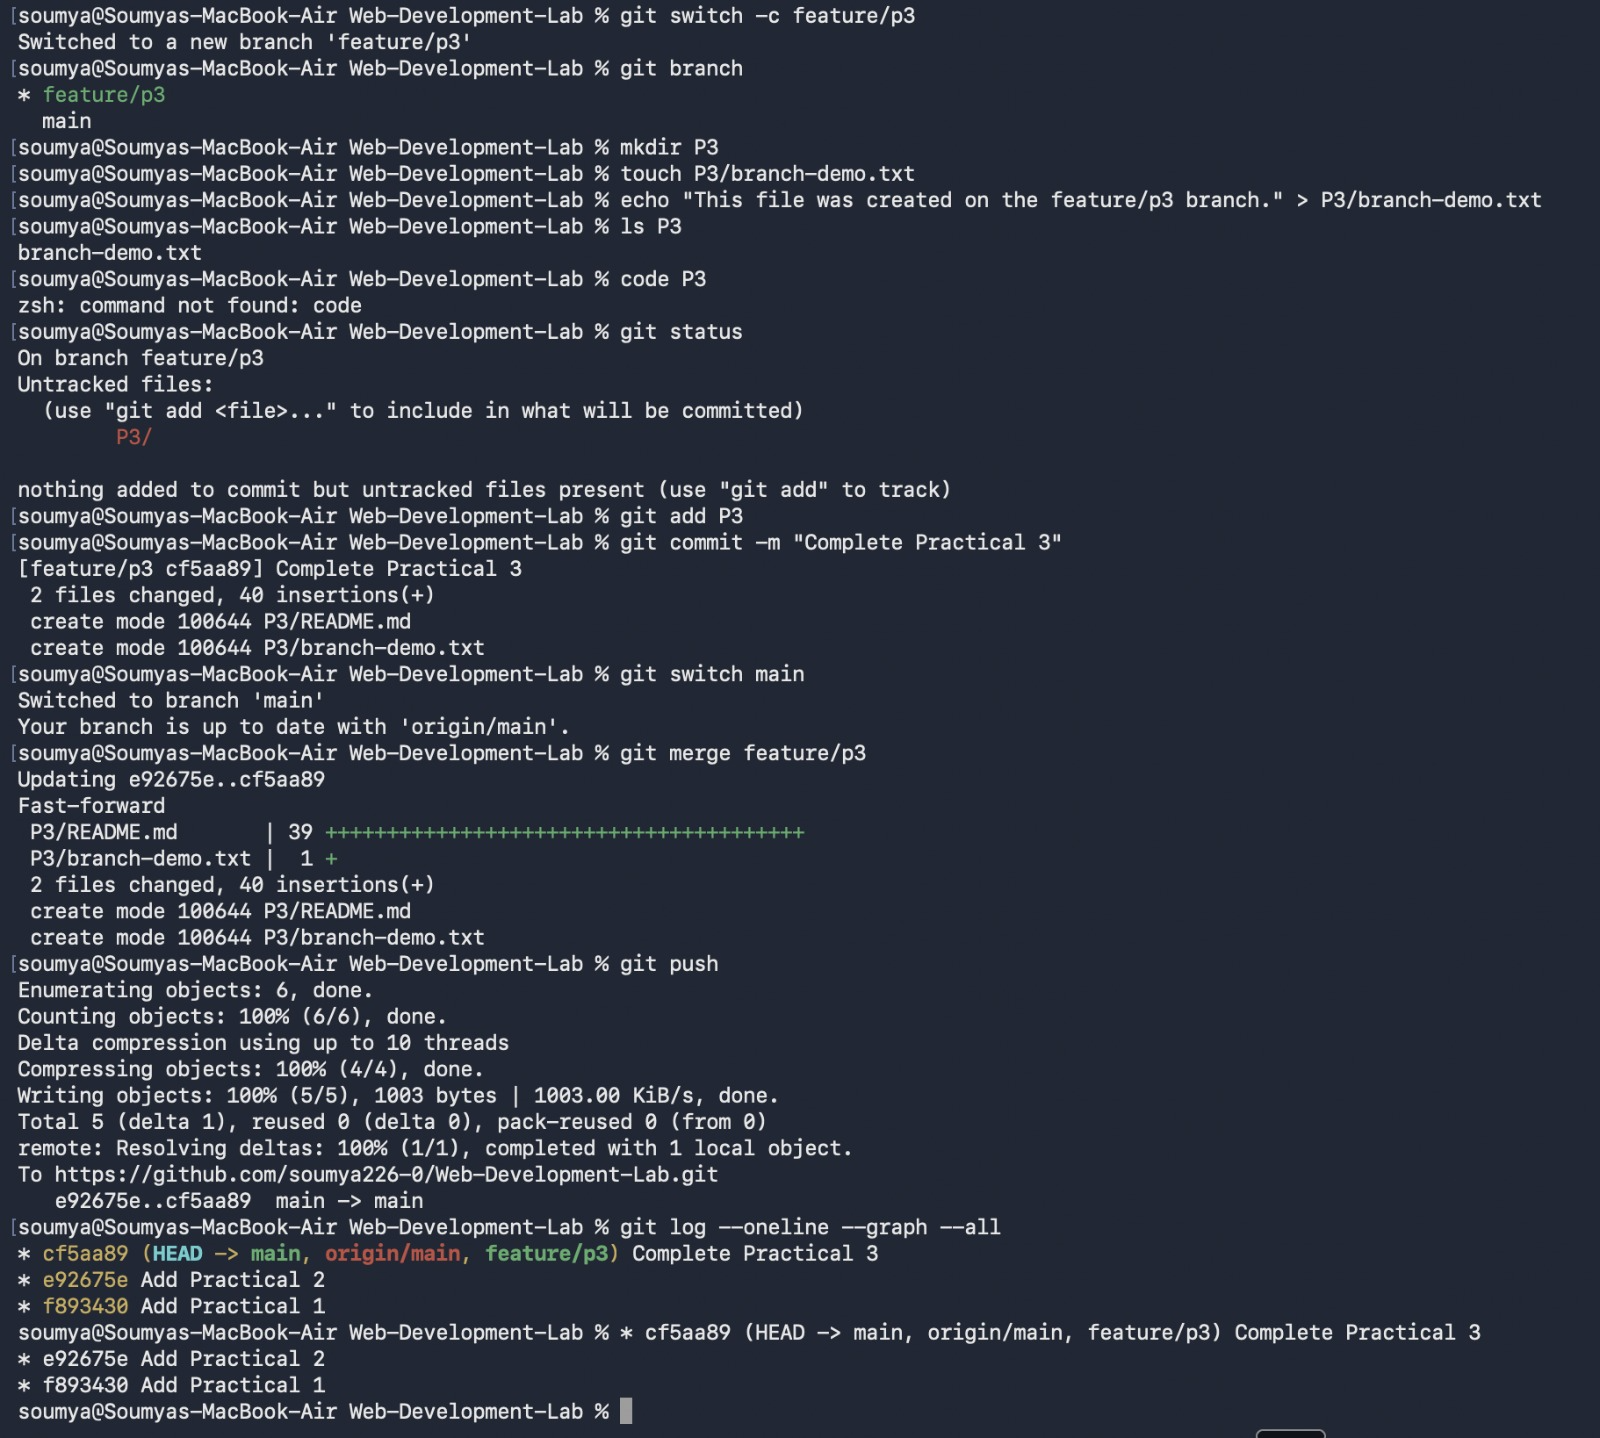 [soumya@Soumyas-MacBook-Air Web-Development-Lab % git switch -c feature/p3
Switched to a new branch 'feature/p3'
[soumya@Soumyas-MacBook-Air Web-Development-Lab % git branch
* feature/p3
  main
[soumya@Soumyas-MacBook-Air Web-Development-Lab % mkdir P3
[soumya@Soumyas-MacBook-Air Web-Development-Lab % touch P3/branch-demo.txt
[soumya@Soumyas-MacBook-Air Web-Development-Lab % echo "This file was created on the feature/p3 branch." > P3/branch-demo.txt
[soumya@Soumyas-MacBook-Air Web-Development-Lab % ls P3
branch-demo.txt
[soumya@Soumyas-MacBook-Air Web-Development-Lab % code P3
zsh: command not found: code
[soumya@Soumyas-MacBook-Air Web-Development-Lab % git status
On branch feature/p3
Untracked files:
  (use "git add <file>..." to include in what will be committed)
        P3/

nothing added to commit but untracked files present (use "git add" to track)
[soumya@Soumyas-MacBook-Air Web-Development-Lab % git add P3
[soumya@Soumyas-MacBook-Air Web-Development-Lab % git commit -m "Complete Practical 3"
[feature/p3 cf5aa89] Complete Practical 3
 2 files changed, 40 insertions(+)
 create mode 100644 P3/README.md
 create mode 100644 P3/branch-demo.txt
[soumya@Soumyas-MacBook-Air Web-Development-Lab % git switch main
Switched to branch 'main'
Your branch is up to date with 'origin/main'.
[soumya@Soumyas-MacBook-Air Web-Development-Lab % git merge feature/p3
Updating e92675e..cf5aa89
Fast-forward
 P3/README.md       | 39 +++++++++++++++++++++++++++++++++++++++
 P3/branch-demo.txt |  1 +
 2 files changed, 40 insertions(+)
 create mode 100644 P3/README.md
 create mode 100644 P3/branch-demo.txt
[soumya@Soumyas-MacBook-Air Web-Development-Lab % git push
Enumerating objects: 6, done.
Counting objects: 100% (6/6), done.
Delta compression using up to 10 threads
Compressing objects: 100% (4/4), done.
Writing objects: 100% (5/5), 1003 bytes | 1003.00 KiB/s, done.
Total 5 (delta 1), reused 0 (delta 0), pack-reused 0 (from 0)
remote: Resolving deltas: 100% (1/1), completed with 1 local object.
To https://github.com/soumya226-0/Web-Development-Lab.git
   e92675e..cf5aa89  main -> main
[soumya@Soumyas-MacBook-Air Web-Development-Lab % git log --oneline --graph --all
* cf5aa89 (HEAD -> main, origin/main, feature/p3) Complete Practical 3
* e92675e Add Practical 2
* f893430 Add Practical 1
soumya@Soumyas-MacBook-Air Web-Development-Lab % * cf5aa89 (HEAD -> main, origin/main, feature/p3) Complete Practical 3
* e92675e Add Practical 2
* f893430 Add Practical 1
soumya@Soumyas-MacBook-Air Web-Development-Lab %